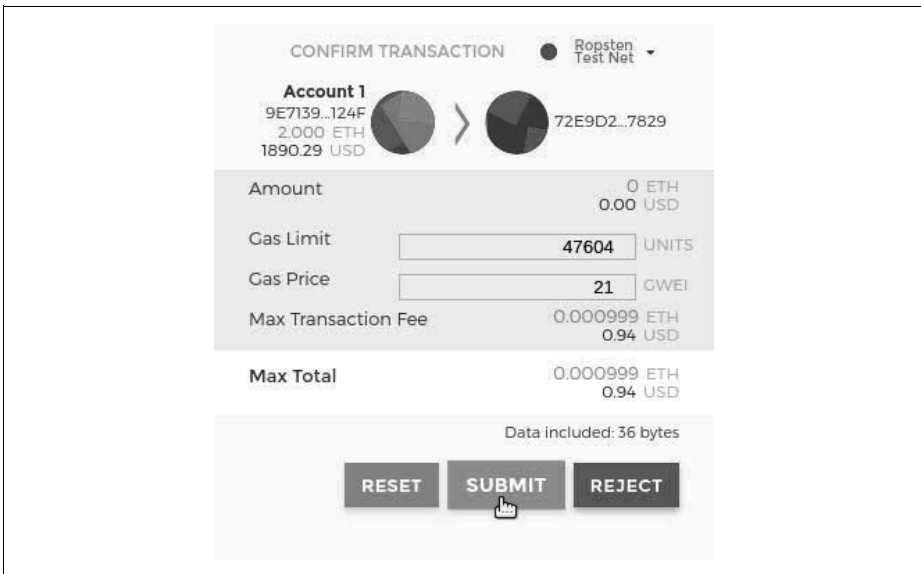 CONFIRM TRANSACTION
Ropsten
Test Net
Account 1
9E7139...124F
2.000 ETH
1890.29 USD
72E9D2...7829
Amount
0 ETH
0.00 USD
Gas Limit
47604 UNITS
Gas Price
21 GWEI
Max Transaction Fee
0.000999 ETH
0.94 USD
Max Total
0.000999 ETH
0.94 USD
Data included: 36 bytes
RESET SUBMIT REJECT